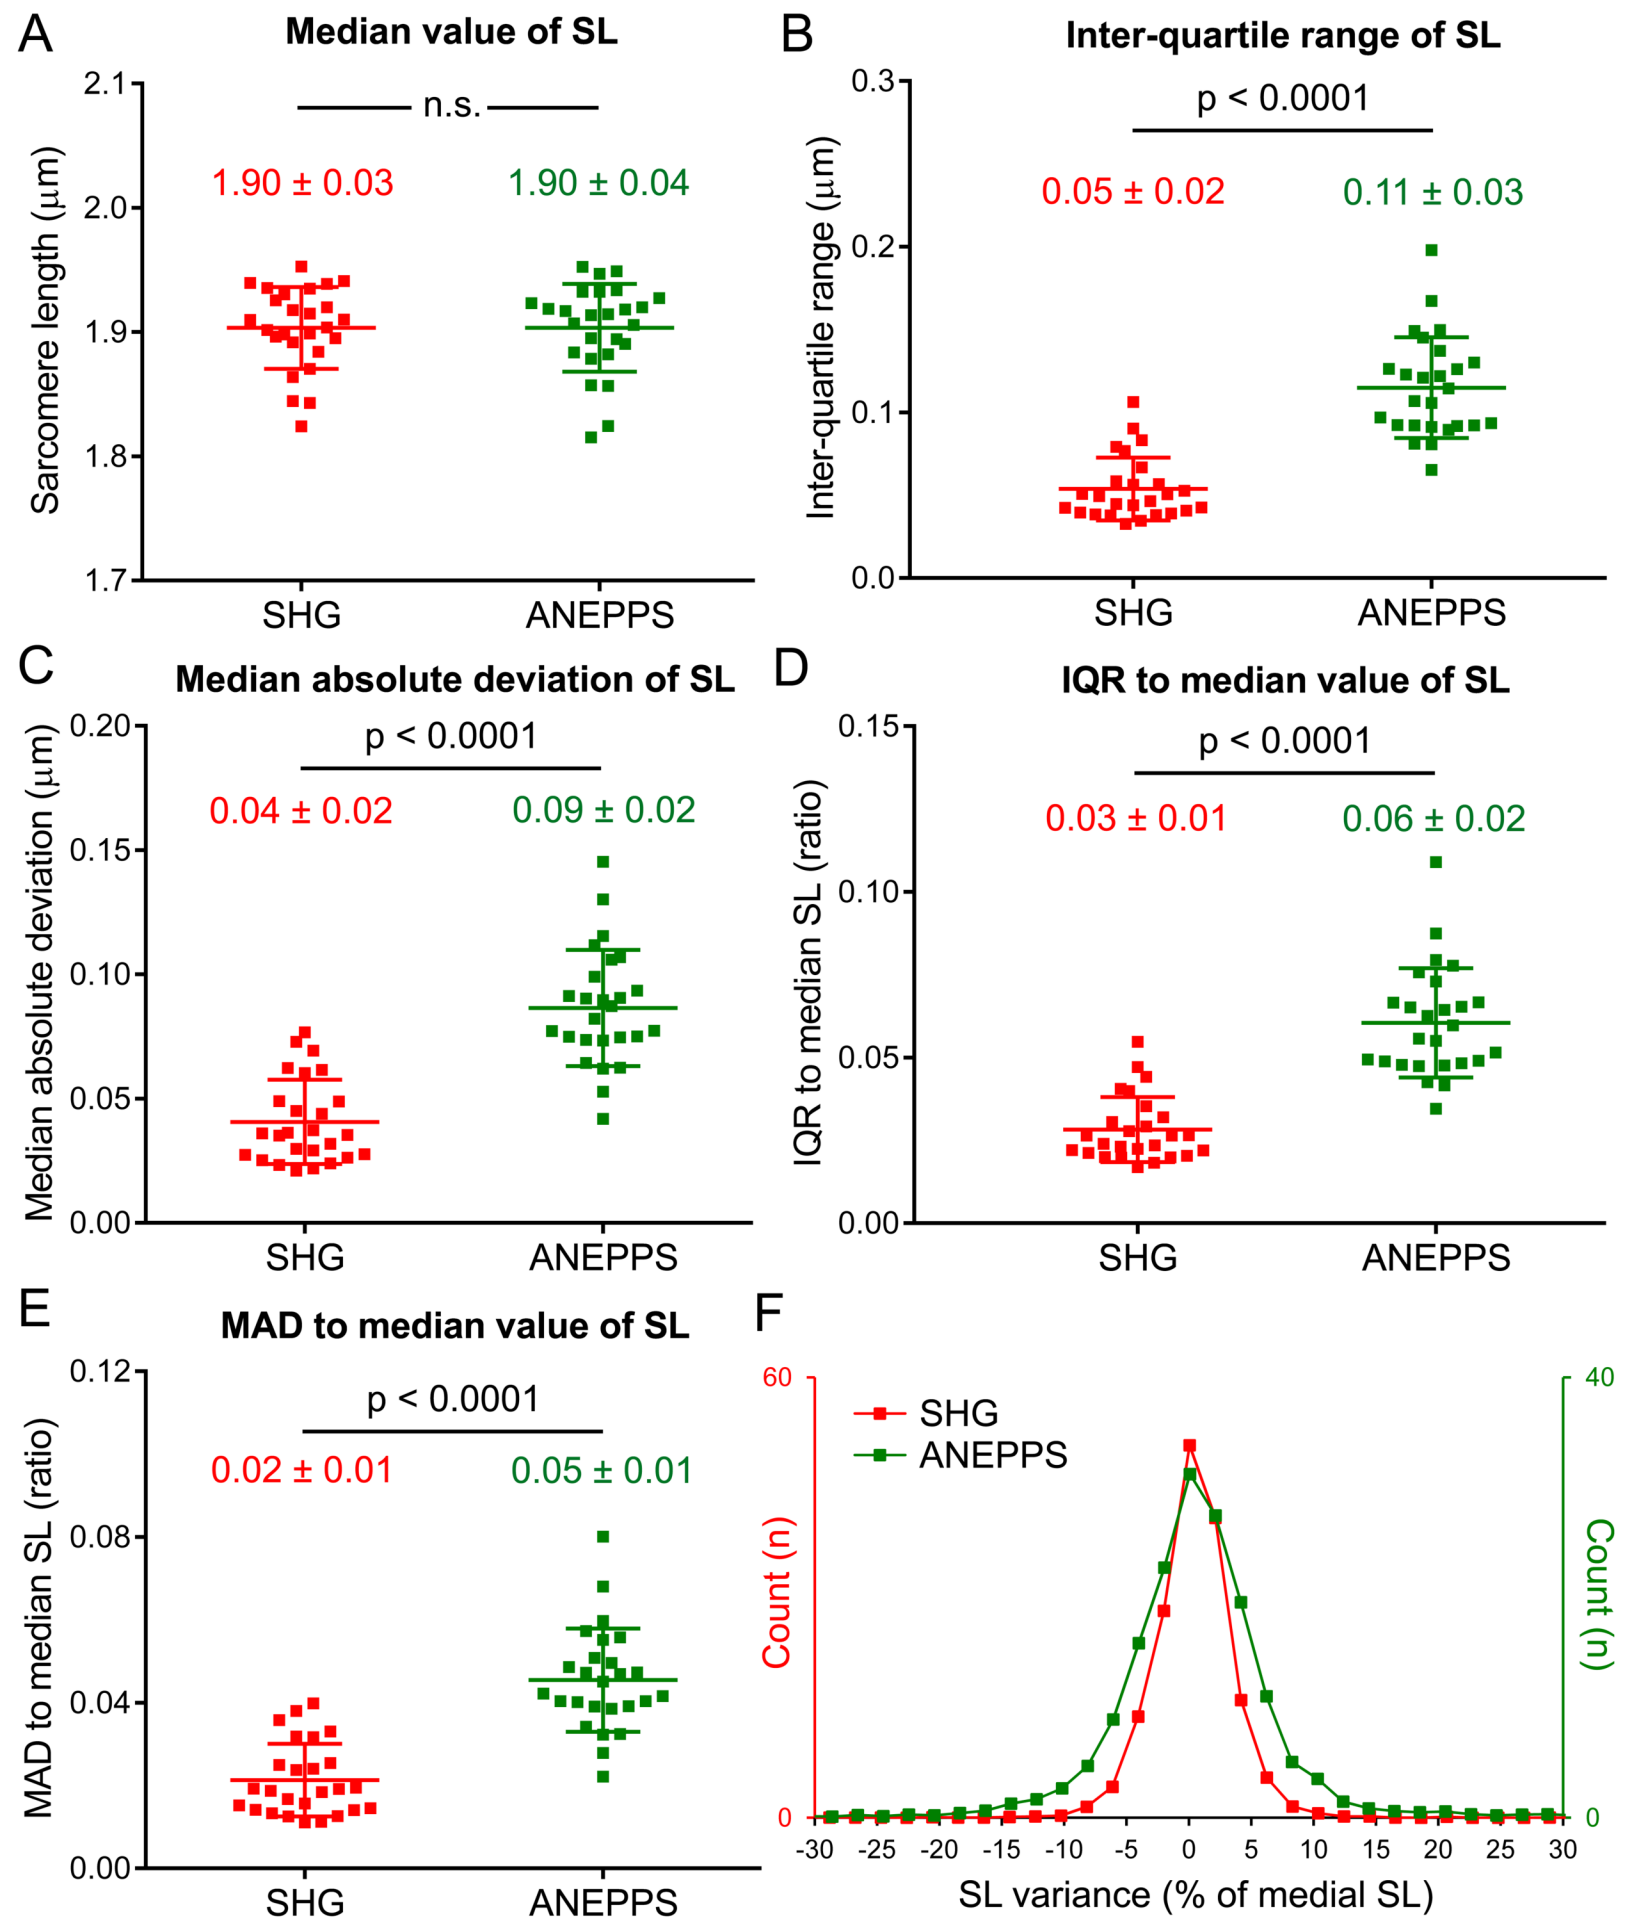 A
Median value of SL
2.1
2.0
1.9
1.8
1.7
Sarcomere length (μm)
n.s.
1.90 ± 0.03
1.90 ± 0.04
SHG
ANEPPS
B
Inter-quartile range of SL
0.3
0.2
0.1
0.0
Inter-quartile range (μm)
p < 0.0001
0.05 ± 0.02
0.11 ± 0.03
SHG
ANEPPS
C
Median absolute deviation of SL
0.20
0.15
0.10
0.05
0.00
Median absolute deviation (μm)
p < 0.0001
0.04 ± 0.02
0.09 ± 0.02
SHG
ANEPPS
D
IQR to median value of SL
0.15
0.10
0.05
0.00
IQR to median SL (ratio)
p < 0.0001
0.03 ± 0.01
0.06 ± 0.02
SHG
ANEPPS
E
MAD to median value of SL
0.12
0.08
0.04
0.00
MAD to median SL (ratio)
p < 0.0001
0.02 ± 0.01
0.05 ± 0.01
SHG
ANEPPS
F
60
0
Count (n)
SHG
ANEPPS
40
0
Count (n)
-30 -25 -20 -15 -10 -5 0 5 10 15 20 25 30
SL variance (% of medial SL)